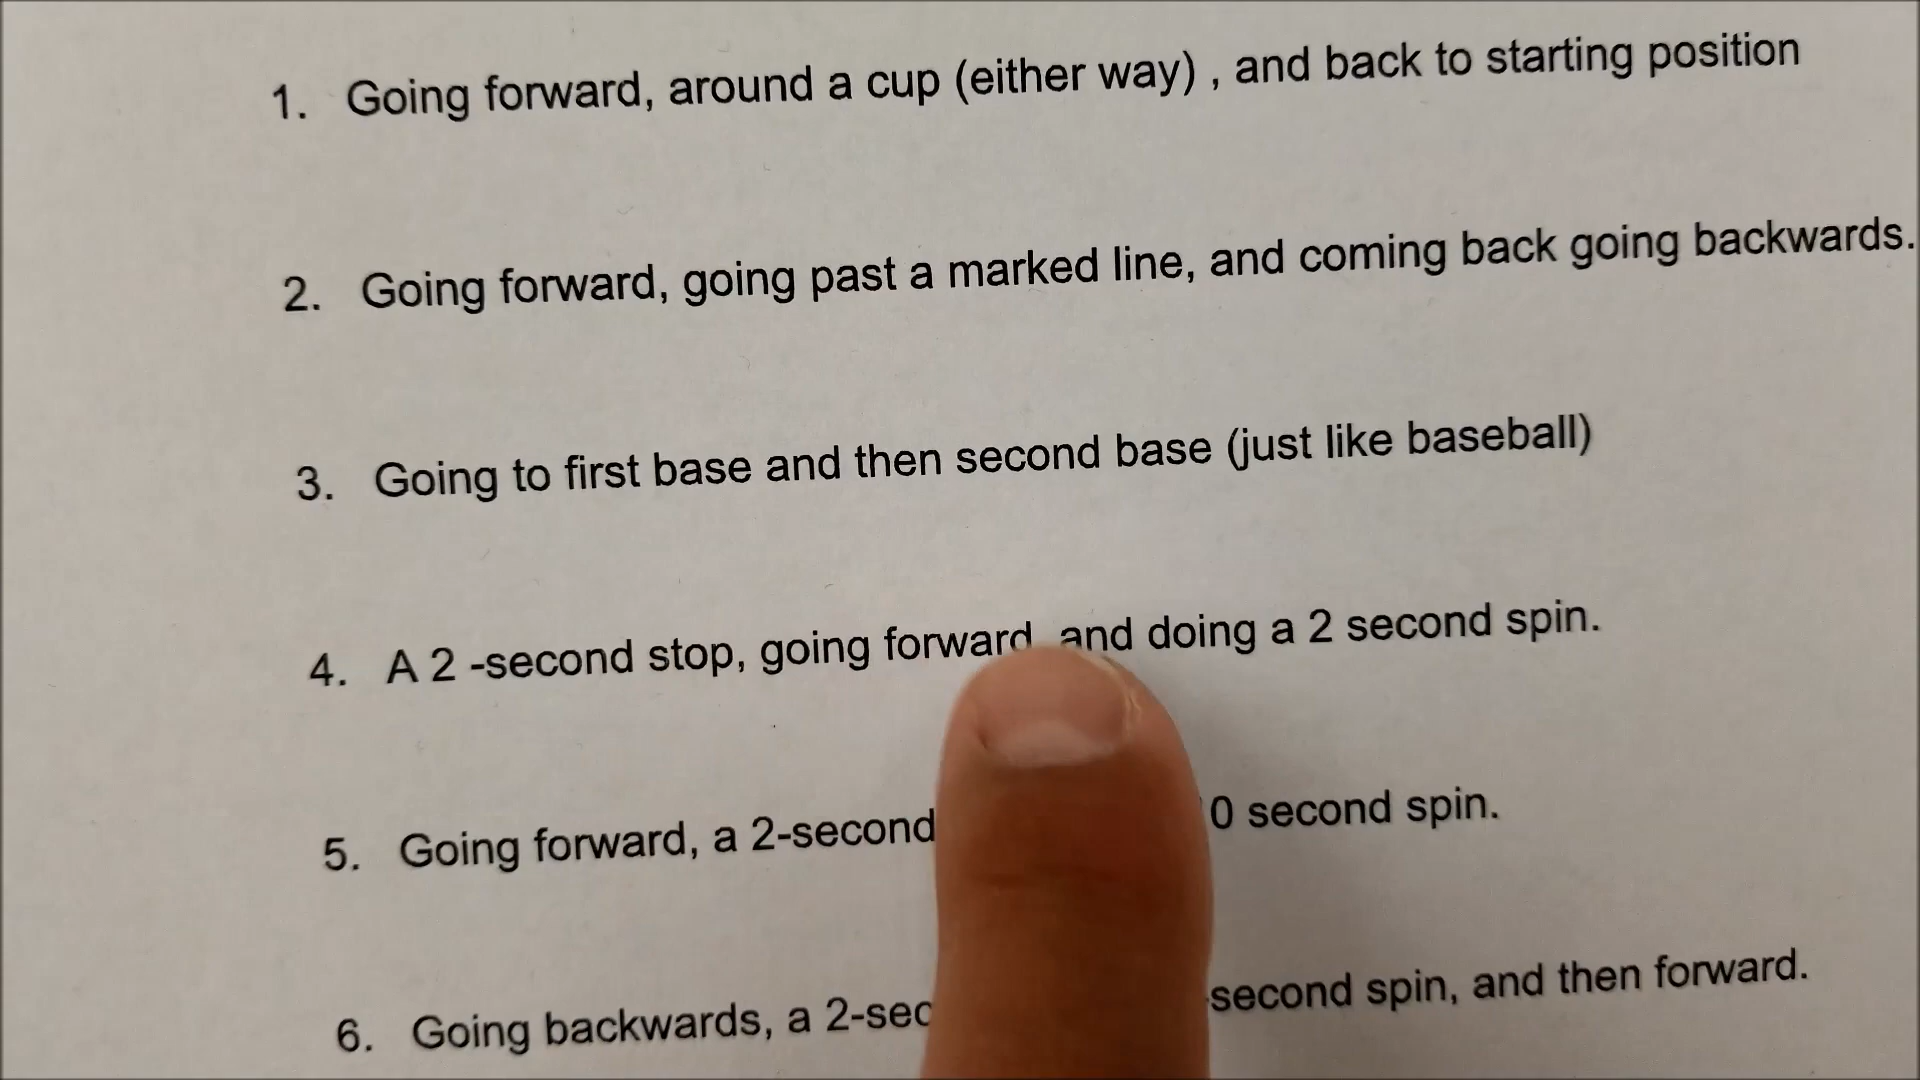 1. Going forward, around a cup (either way) , and back to starting position
2. Going forward, going past a marked line, and coming back going backwards.
3. Going to first base and then second base (just like baseball)
4. A 2 -second stop, going forward, and doing a 2 second spin.
5. Going forward, a 2-second 0 second spin.
6. Going backwards, a 2-sec second spin, and then forward.